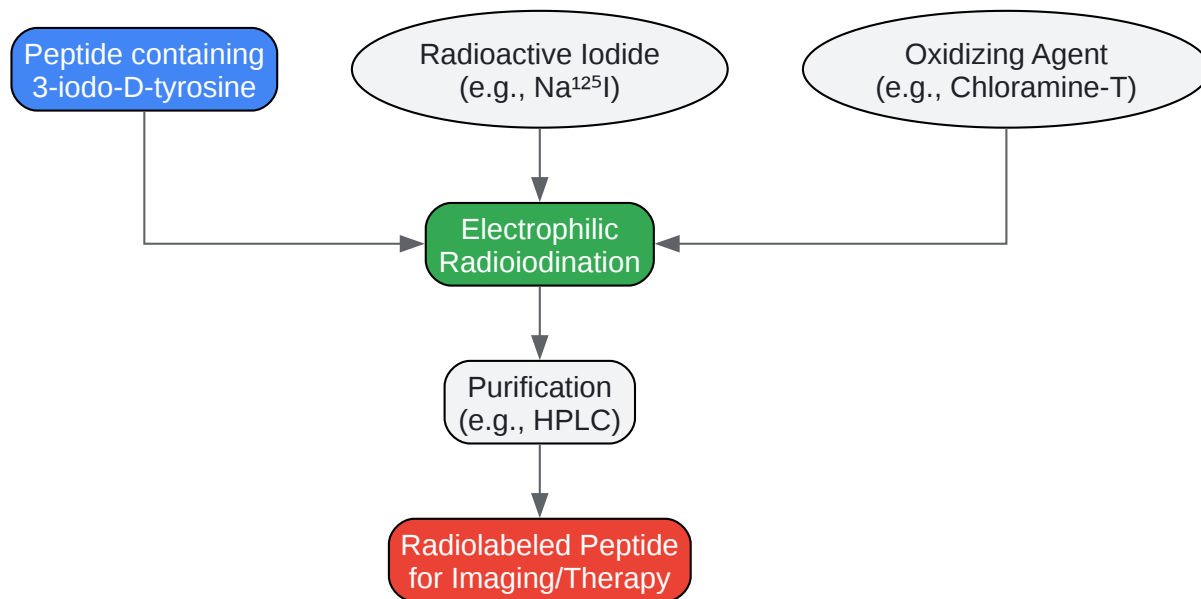 Peptide containing
3-iodo-D-tyrosine
Radioactive Iodide
(e.g., Na¹²⁵I)
Oxidizing Agent
(e.g., Chloramine-T)
Electrophilic
Radioiodination
Purification
(e.g., HPLC)
Radiolabeled Peptide
for Imaging/Therapy